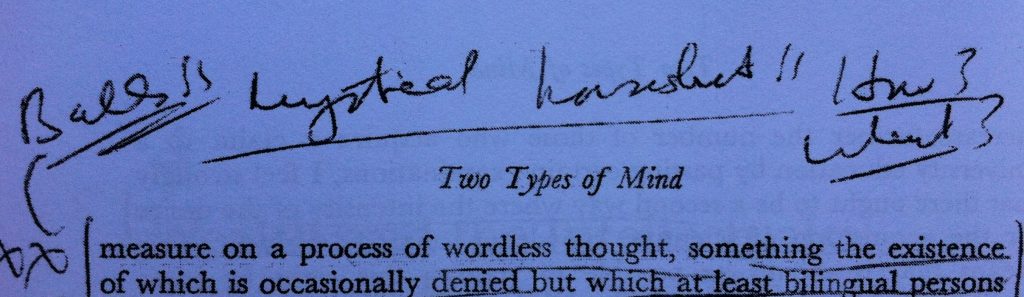 Balls!! Mystical horseshit!! How?
What?
Two Types of Mind
measure on a process of wordless thought, something the existence
of which is occasionally denied but which at least bilingual persons